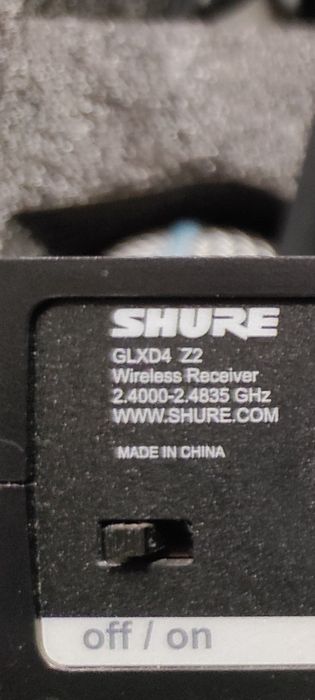 SHURE
GLXD4 Z2
Wireless Receiver
2.4000-2.4835 GHz
WWW.SHURE.COM
MADE IN CHINA
off / on